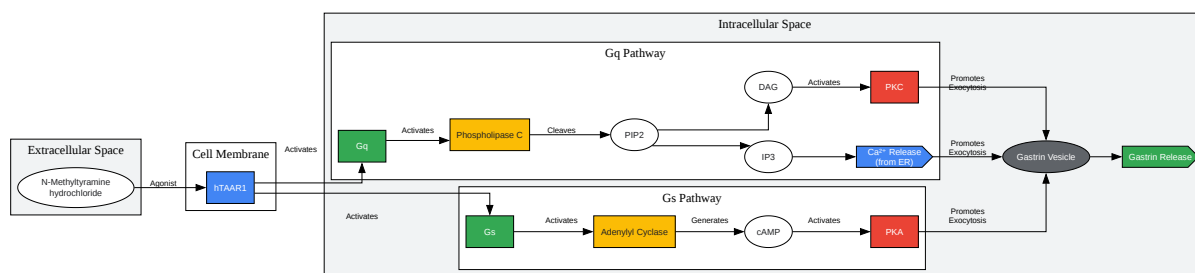 Intracellular Space
Gq Pathway
DAG
Activates
PKC
Promotes
Exocytosis
Activates
Phospholipase C
Cleaves
PIP2
Gq
IP3
Ca²⁺ Release
(from ER)
Promotes
Exocytosis
Gastrin Vesicle
Gastrin Release
Extracellular Space
N-Methyltyramine
hydrochloride
Agonist
Cell Membrane
hTAAR1
Activates
Activates
Gs Pathway
Gs
Activates
Adenylyl Cyclase
Generates
cAMP
Activates
PKA
Promotes
Exocytosis